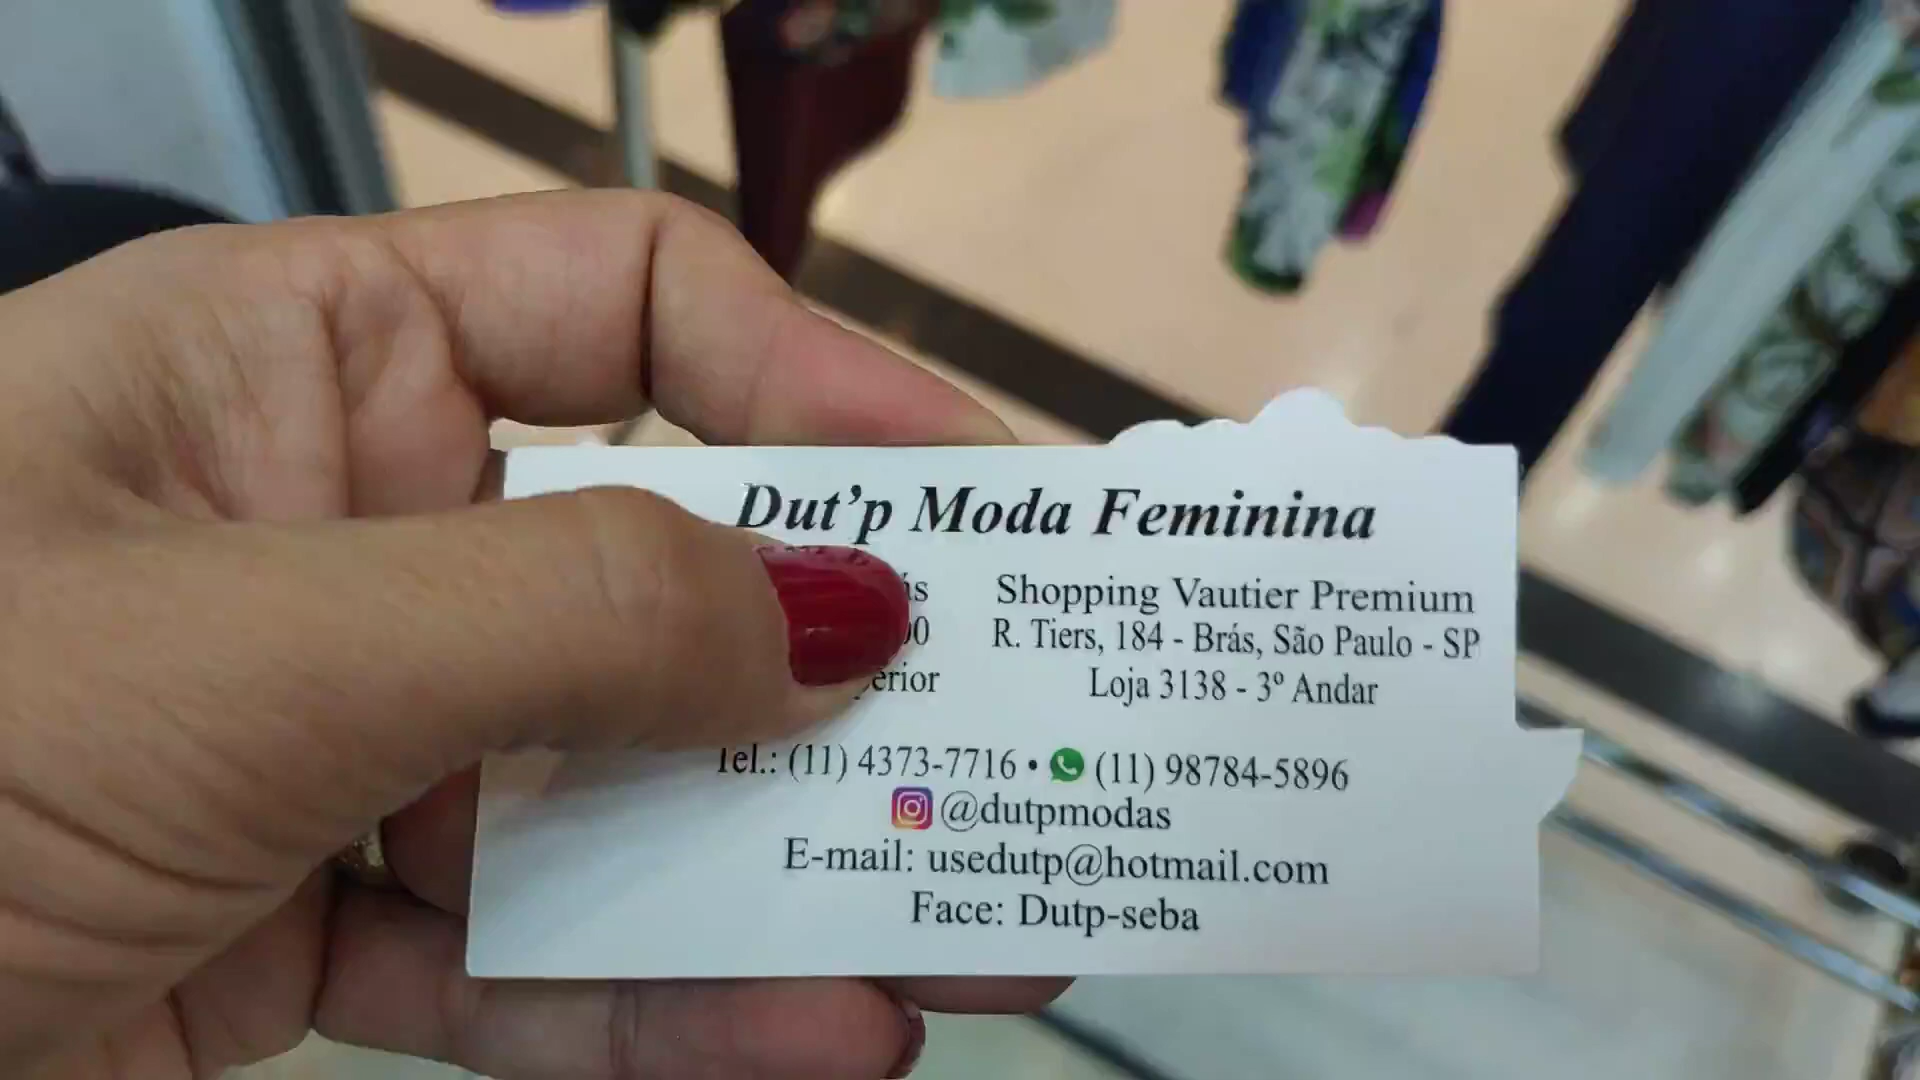 Dut'p Moda Feminina
Shopping Vautier Premium
R. Tiers, 184 - Brás, São Paulo - SP
Loja 3138 - 3º Andar
Tel.: (11) 4373-7716 • (11) 98784-5896
@dutpmodas
E-mail: usedutp@hotmail.com
Face: Dutp-seba